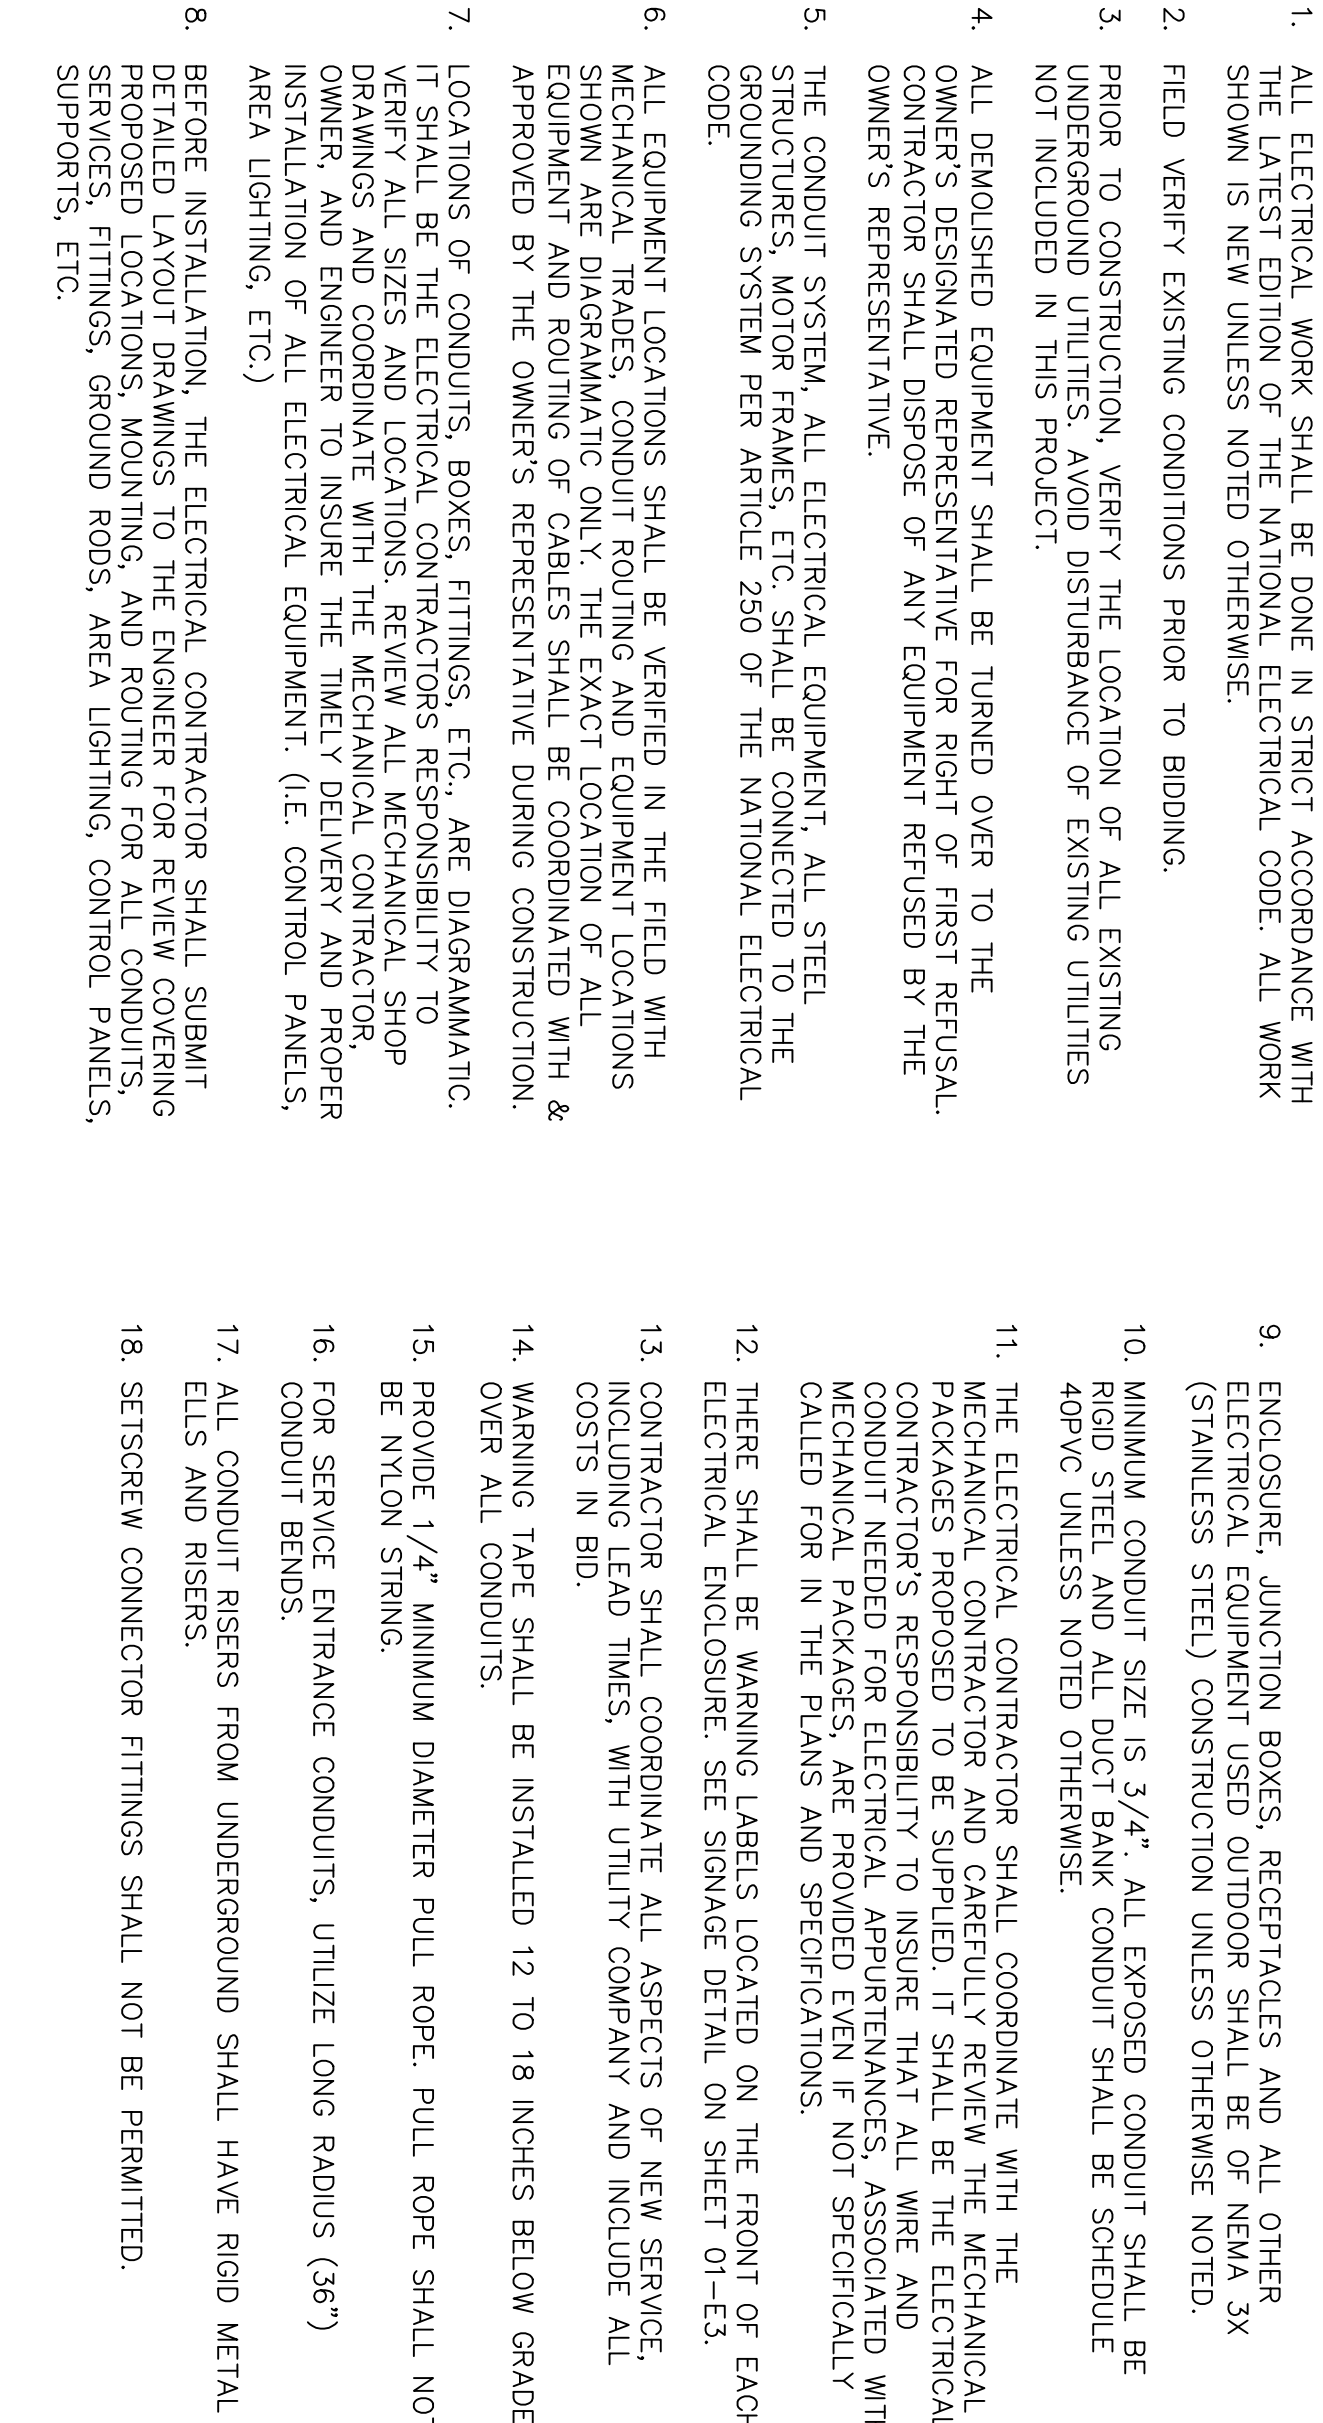 1. ALL ELECTRICAL WORK SHALL BE DONE IN STRICT ACCORDANCE WITH
THE LATEST EDITION OF THE NATIONAL ELECTRICAL CODE. ALL WORK
SHOWN IS NEW UNLESS NOTED OTHERWISE.
2. FIELD VERIFY EXISTING CONDITIONS PRIOR TO BIDDING.
3. PRIOR TO CONSTRUCTION, VERIFY THE LOCATION OF ALL EXISTING
UNDERGROUND UTILITIES. AVOID DISTURBANCE OF EXISTING UTILITIES
NOT INCLUDED IN THIS PROJECT.
4. ALL DEMOLISHED EQUIPMENT SHALL BE TURNED OVER TO THE
OWNER'S DESIGNATED REPRESENTATIVE FOR RIGHT OF FIRST REFUSAL.
CONTRACTOR SHALL DISPOSE OF ANY EQUIPMENT REFUSED BY THE
OWNER'S REPRESENTATIVE.
5. THE CONDUIT SYSTEM, ALL ELECTRICAL EQUIPMENT, ALL STEEL
STRUCTURES, MOTOR FRAMES, ETC. SHALL BE CONNECTED TO THE
GROUNDING SYSTEM PER ARTICLE 250 OF THE NATIONAL ELECTRICAL
CODE.
6. ALL EQUIPMENT LOCATIONS SHALL BE VERIFIED IN THE FIELD WITH
MECHANICAL TRADES, CONDUIT ROUTING AND EQUIPMENT LOCATIONS
SHOWN ARE DIAGRAMMATIC ONLY. THE EXACT LOCATION OF ALL
EQUIPMENT AND ROUTING OF CABLES SHALL BE COORDINATED WITH &
APPROVED BY THE OWNER'S REPRESENTATIVE DURING CONSTRUCTION.
7. LOCATIONS OF CONDUITS, BOXES, FITTINGS, ETC., ARE DIAGRAMMATIC.
IT SHALL BE THE ELECTRICAL CONTRACTORS RESPONSIBILITY TO
VERIFY ALL SIZES AND LOCATIONS. REVIEW ALL MECHANICAL SHOP
DRAWINGS AND COORDINATE WITH THE MECHANICAL CONTRACTOR,
OWNER, AND ENGINEER TO INSURE THE TIMELY DELIVERY AND PROPER
INSTALLATION OF ALL ELECTRICAL EQUIPMENT. (I.E. CONTROL PANELS,
AREA LIGHTING, ETC.)
8. BEFORE INSTALLATION, THE ELECTRICAL CONTRACTOR SHALL SUBMIT
DETAILED LAYOUT DRAWINGS TO THE ENGINEER FOR REVIEW COVERING
PROPOSED LOCATIONS, MOUNTING, AND ROUTING FOR ALL CONDUITS,
SERVICES, FITTINGS, GROUND RODS, AREA LIGHTING, CONTROL PANELS,
SUPPORTS, ETC.
9. ENCLOSURE, JUNCTION BOXES, RECEPTACLES AND ALL OTHER
ELECTRICAL EQUIPMENT USED OUTDOOR SHALL BE OF NEMA 3X
(STAINLESS STEEL) CONSTRUCTION UNLESS OTHERWISE NOTED.
10. MINIMUM CONDUIT SIZE IS 3/4". ALL EXPOSED CONDUIT SHALL BE
RIGID STEEL AND ALL DUCT BANK CONDUIT SHALL BE SCHEDULE
40PVC UNLESS NOTED OTHERWISE.
11. THE ELECTRICAL CONTRACTOR SHALL COORDINATE WITH THE
MECHANICAL CONTRACTOR AND CAREFULLY REVIEW THE MECHANICAL
PACKAGES PROPOSED TO BE SUPPLIED. IT SHALL BE THE ELECTRICAL
CONTRACTOR'S RESPONSIBILITY TO INSURE THAT ALL WIRE AND
CONDUIT NEEDED FOR ELECTRICAL APPURTENANCES, ASSOCIATED WITH
MECHANICAL PACKAGES, ARE PROVIDED EVEN IF NOT SPECIFICALLY
CALLED FOR IN THE PLANS AND SPECIFICATIONS.
12. THERE SHALL BE WARNING LABELS LOCATED ON THE FRONT OF EACH
ELECTRICAL ENCLOSURE. SEE SIGNAGE DETAIL ON SHEET 01-E3.
13. CONTRACTOR SHALL COORDINATE ALL ASPECTS OF NEW SERVICE,
INCLUDING LEAD TIMES, WITH UTILITY COMPANY AND INCLUDE ALL
COSTS IN BID.
14. WARNING TAPE SHALL BE INSTALLED 12 TO 18 INCHES BELOW GRADE
OVER ALL CONDUITS.
15. PROVIDE 1/4" MINIMUM DIAMETER PULL ROPE. PULL ROPE SHALL NOT
BE NYLON STRING.
16. FOR SERVICE ENTRANCE CONDUITS, UTILIZE LONG RADIUS (36")
CONDUIT BENDS.
17. ALL CONDUIT RISERS FROM UNDERGROUND SHALL HAVE RIGID METAL
ELLS AND RISERS.
18. SETSCREW CONNECTOR FITTINGS SHALL NOT BE PERMITTED.